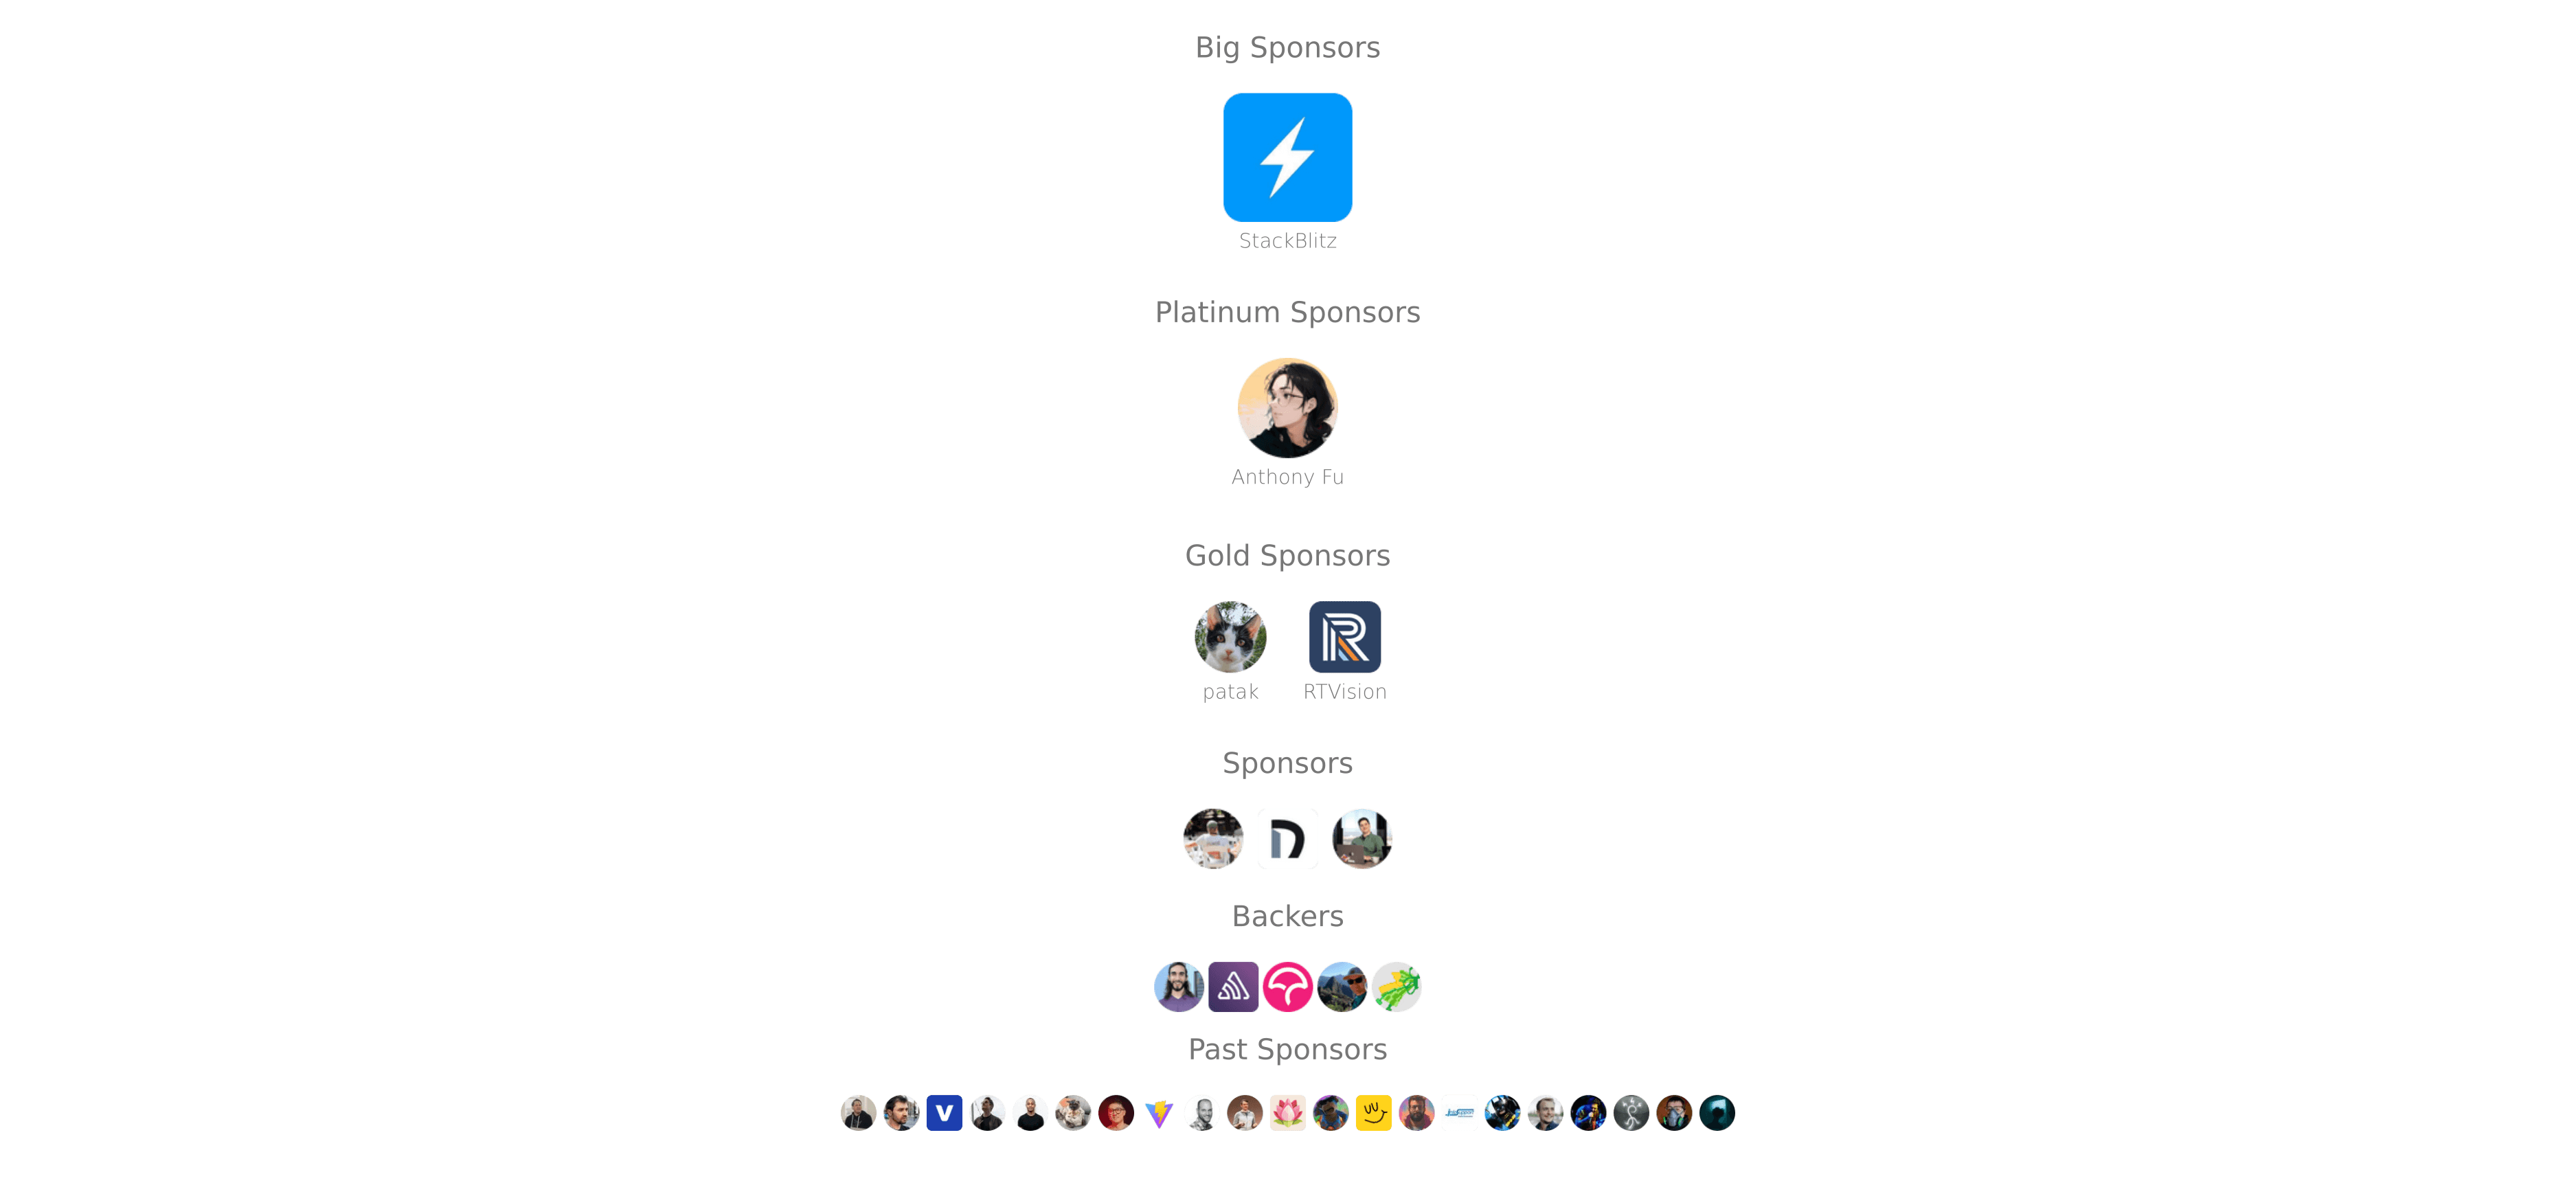 Big Sponsors
StackBlitz
Platinum Sponsors
Anthony Fu
Gold Sponsors
patak
RTVision
Sponsors
Backers
Past Sponsors